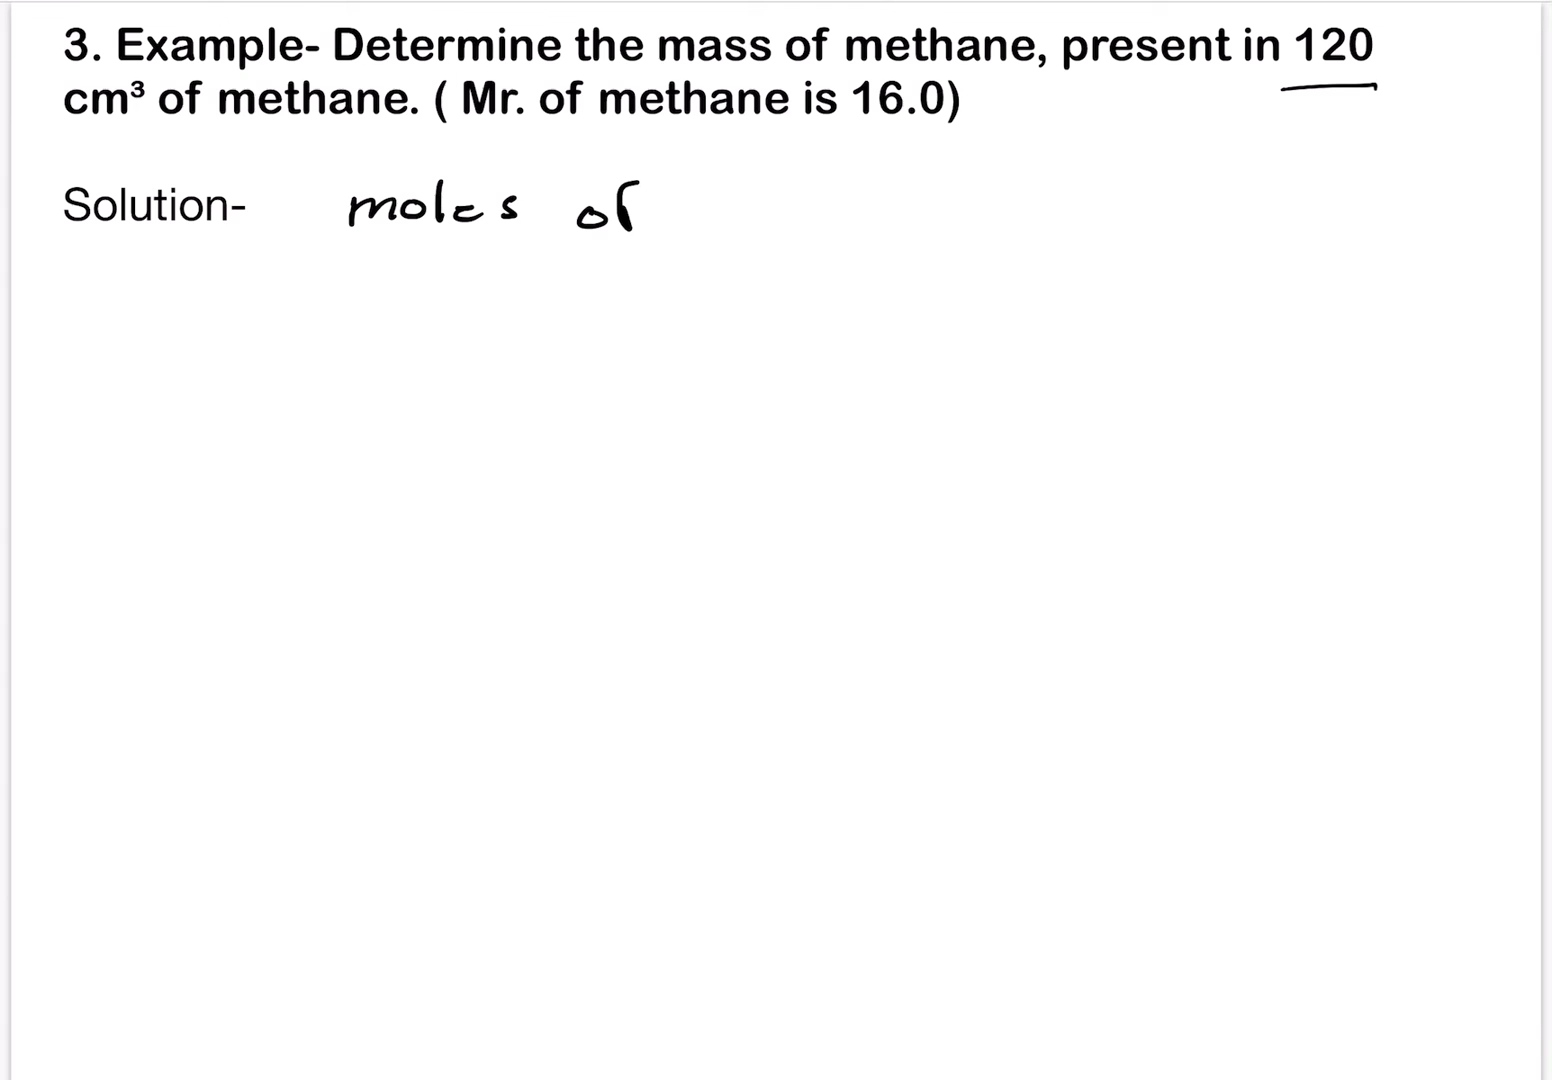 3. Example- Determine the mass of methane, present in 120
cm³ of methane. ( Mr. of methane is 16.0)
Solution- moles of